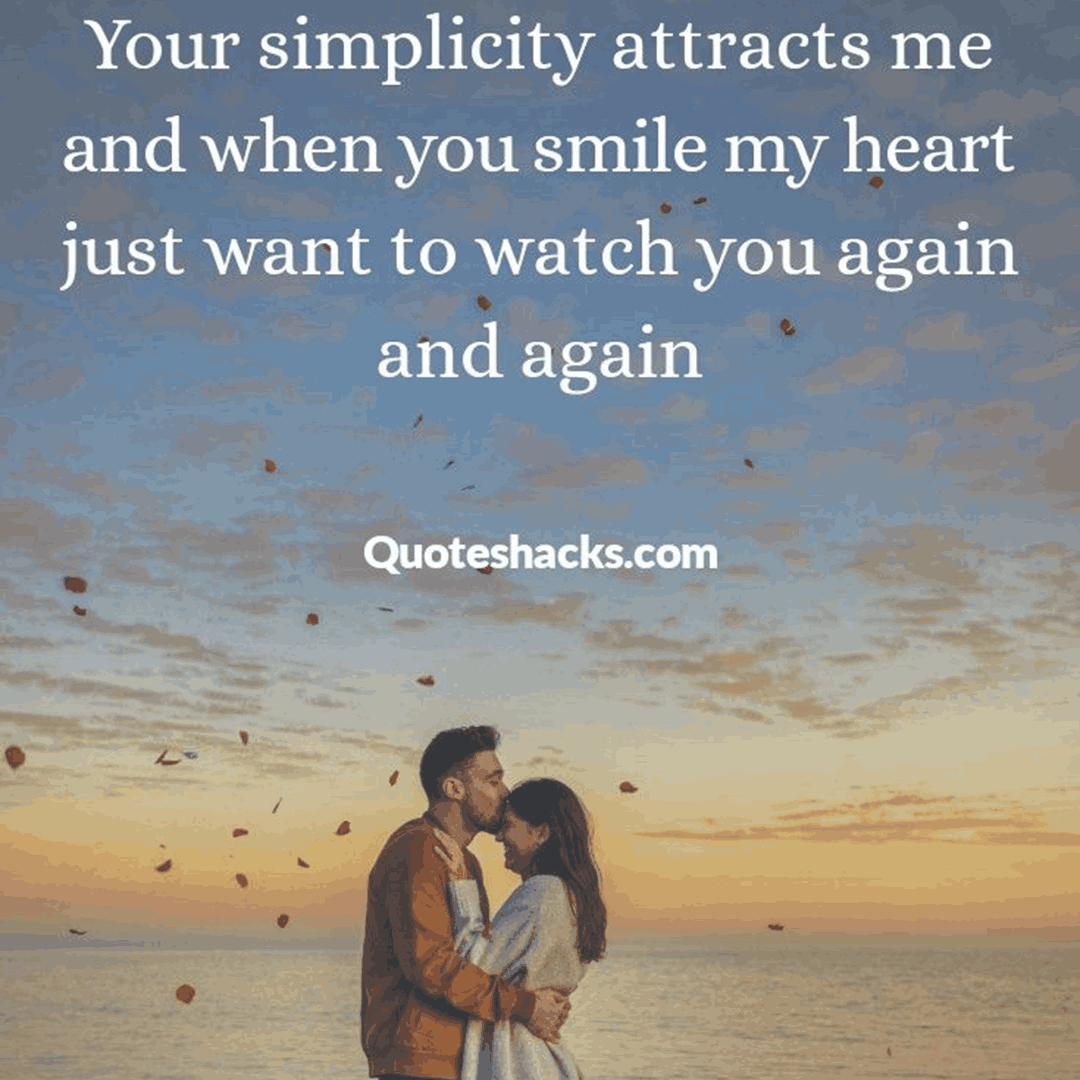 Your simplicity attracts me
and when you smile my heart
just want to watch you again
and again
Quoteshacks.com